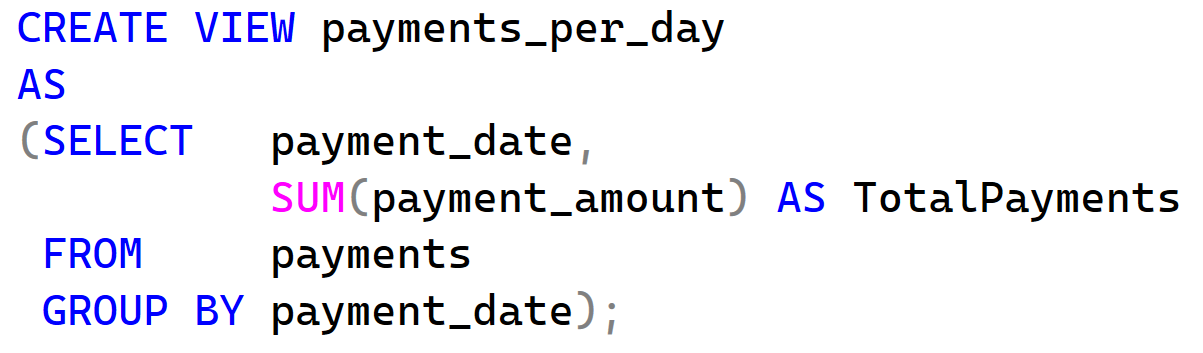 CREATE VIEW payments_per_day
AS
(SELECT   payment_date,
          SUM(payment_amount) AS TotalPayments
 FROM     payments
 GROUP BY payment_date);